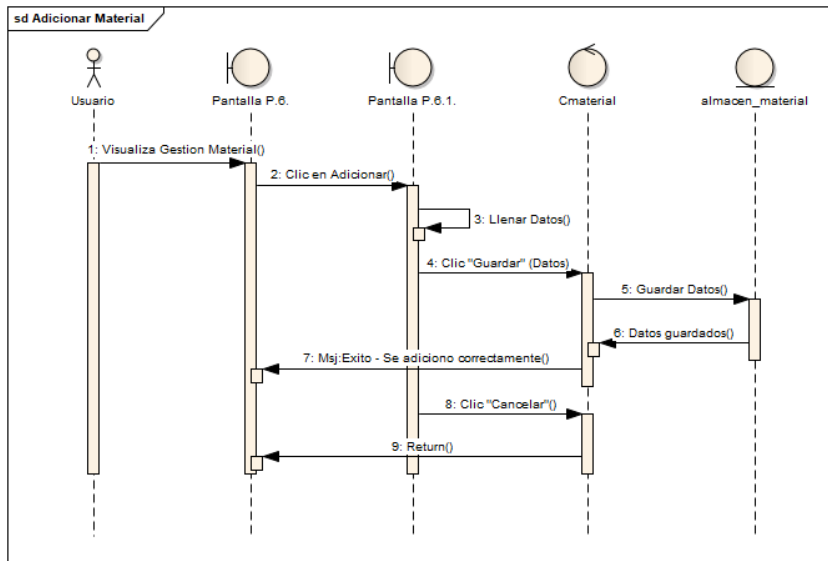 sd Adicionar Material
Usuario
Pantalla P.6.
Pantalla P.6.1.
Cmaterial
almacen_material
1: Visualiza Gestion Material()
2: Clic en Adicionar()
3: Llenar Datos()
4: Clic "Guardar" (Datos)
5: Guardar Datos()
6: Datos guardados()
7: Msj:Exito - Se adiciono correctamente()
8: Clic "Cancelar"()
9: Return()